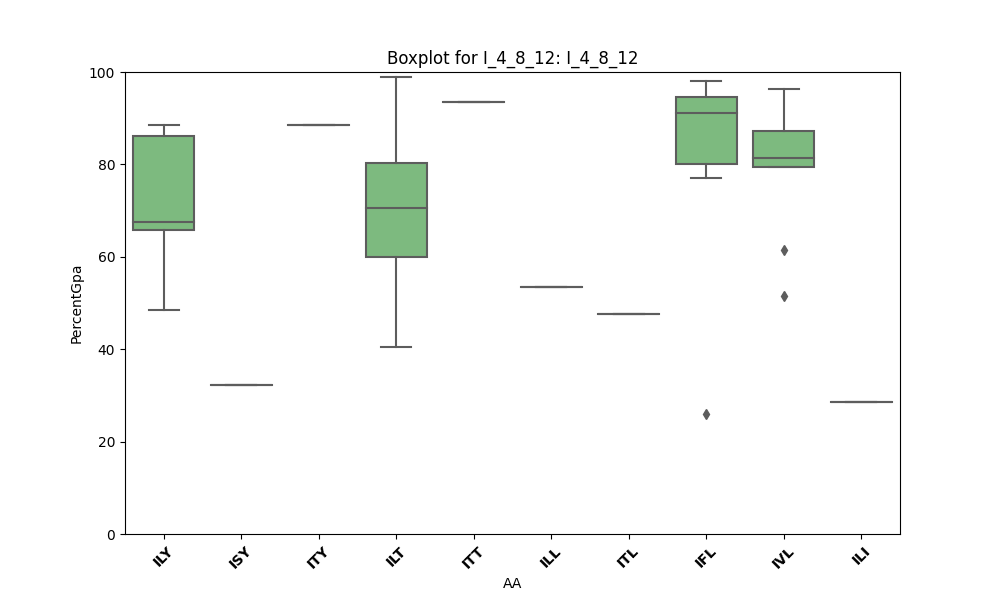 Boxplot for I_4_8_12: I_4_8_12
100
80
60
40
20
0
PercentGpa
ILY ISY ITY ILT ITT ILL ITL IFL IVL ILI
AA